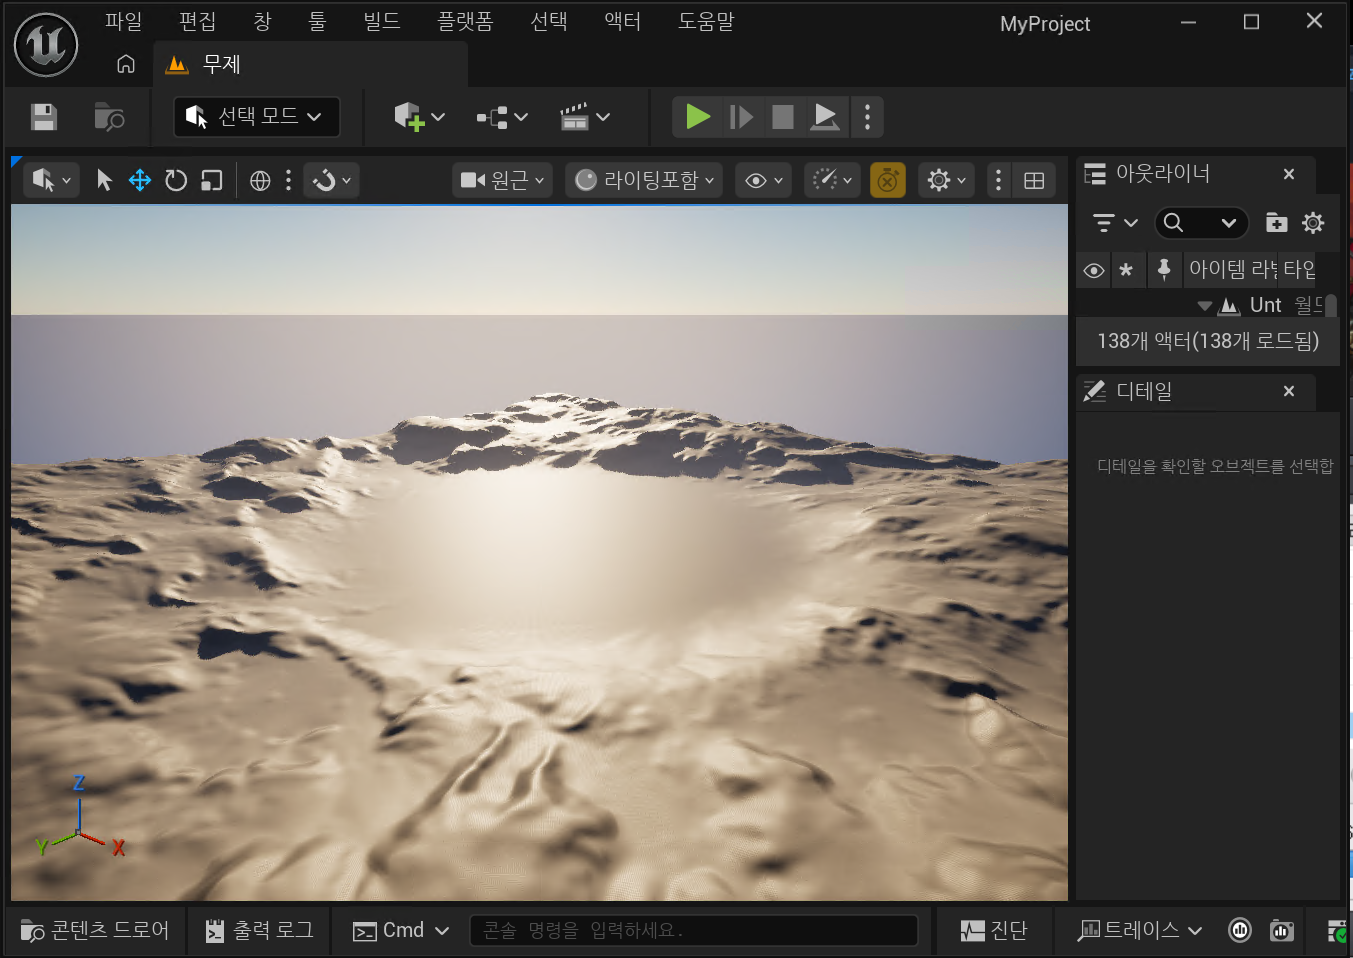 파일 편집 창 툴 빌드 플랫폼 선택 액터 도움말 MyProject
무제
선택 모드
원근 라이팅포함
아웃라이너
아이템 라벨 타입
Unt 월드
138개 액터(138개 로드됨)
디테일
디테일을 확인할 오브젝트를 선택합
Z
Y X
콘텐츠 드로어 출력 로그 Cmd 콘솔 명령을 입력하세요. 진단 트레이스